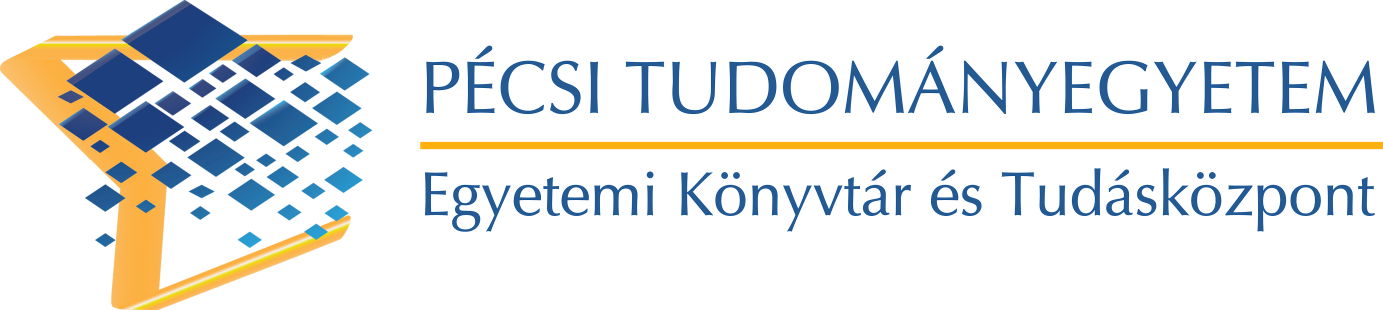 PÉCSI TUDOMÁNYEGYETEM
Egyetemi Könyvtár és Tudásközpont